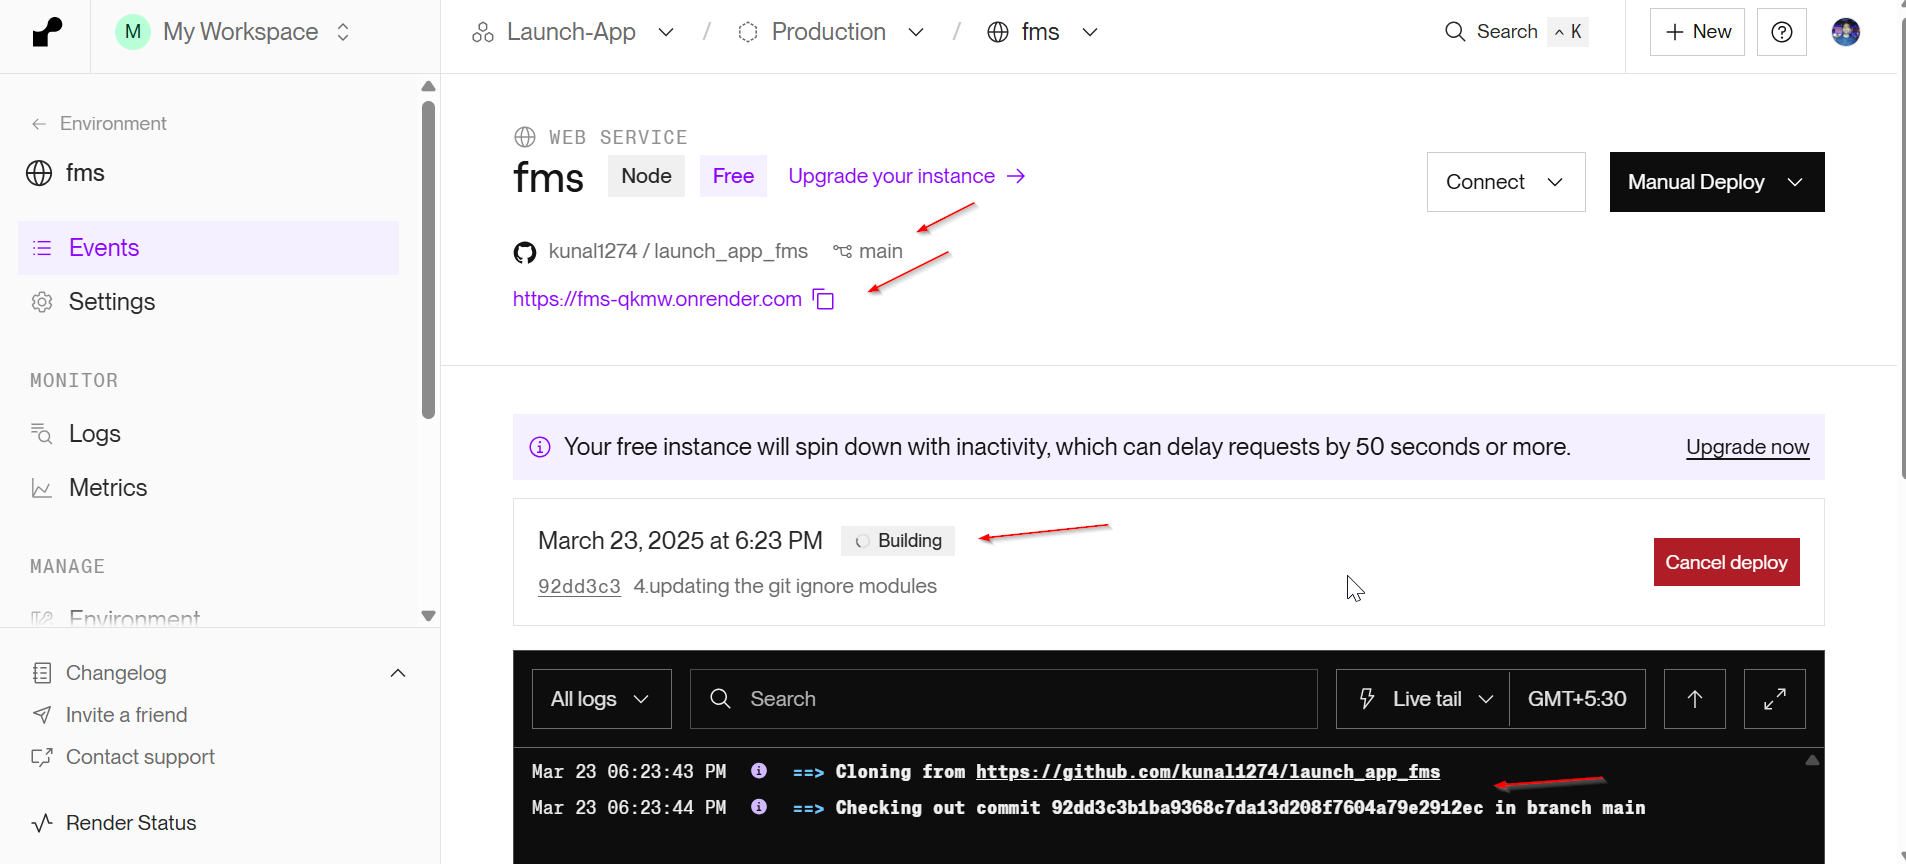 M My Workspace
Launch-App / Production / fms
Search ^ K
+ New
Environment
fms
Events
Settings
MONITOR
Logs
Metrics
MANAGE
Environment
Changelog
Invite a friend
Contact support
Render Status
WEB SERVICE
fms Node Free Upgrade your instance →
Connect
Manual Deploy
kunal1274 / launch_app_fms main
https://fms-qkmw.onrender.com
Your free instance will spin down with inactivity, which can delay requests by 50 seconds or more. Upgrade now
March 23, 2025 at 6:23 PM Building
92dd3c3 4.updating the git ignore modules
Cancel deploy
All logs Search Live tail GMT+5:30
Mar 23 06:23:43 PM ==> Cloning from https://github.com/kunal1274/launch_app_fms
Mar 23 06:23:44 PM ==> Checking out commit 92dd3c3b1ba9368c7da13d208f7604a79e2912ec in branch main